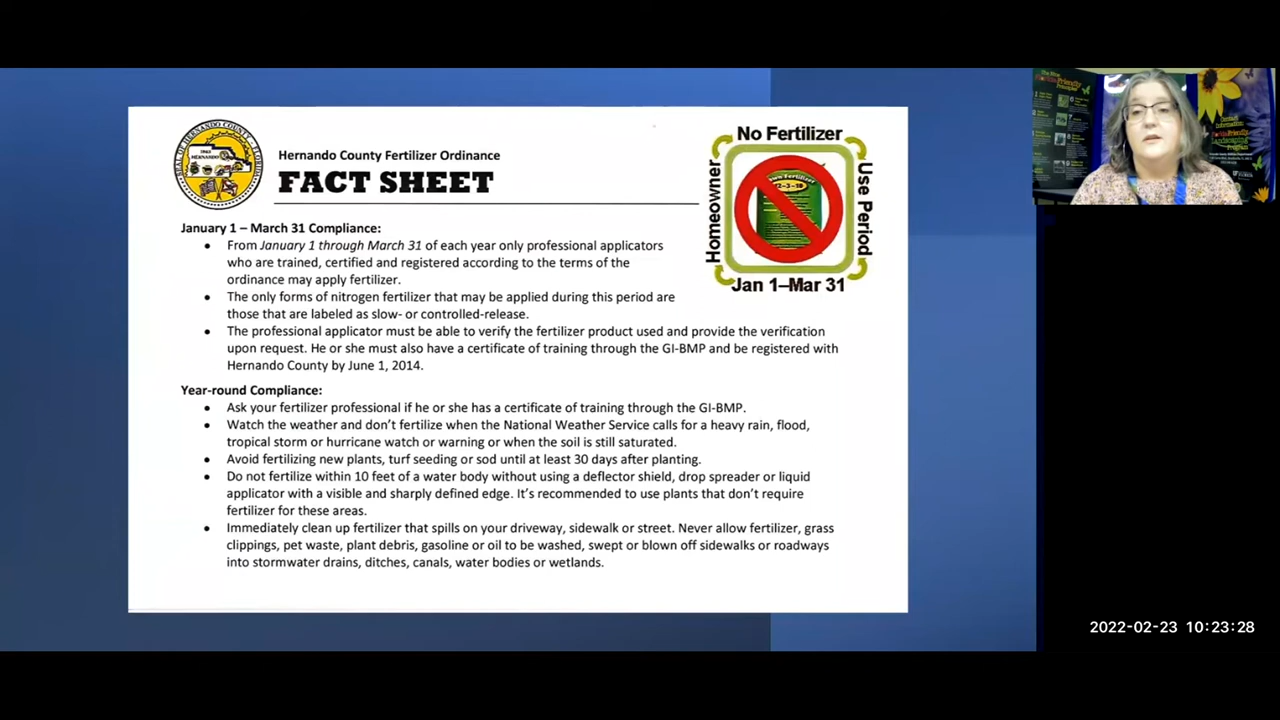 Hernando County Fertilizer Ordinance
FACT SHEET
No Fertilizer
Homeowner
Use Period
Jan 1–Mar 31
January 1 – March 31 Compliance:
• From January 1 through March 31 of each year only professional applicators
who are trained, certified and registered according to the terms of the
ordinance may apply fertilizer.
• The only forms of nitrogen fertilizer that may be applied during this period are
those that are labeled as slow- or controlled-release.
• The professional applicator must be able to verify the fertilizer product used and provide the verification
upon request. He or she must also have a certificate of training through the GI-BMP and be registered with
Hernando County by June 1, 2014.
Year-round Compliance:
• Ask your fertilizer professional if he or she has a certificate of training through the GI-BMP.
• Watch the weather and don't fertilize when the National Weather Service calls for a heavy rain, flood,
tropical storm or hurricane watch or warning or when the soil is still saturated.
• Avoid fertilizing new plants, turf seeding or sod until at least 30 days after planting.
• Do not fertilize within 10 feet of a water body without using a deflector shield, drop spreader or liquid
applicator with a visible and sharply defined edge. It's recommended to use plants that don't require
fertilizer for these areas.
• Immediately clean up fertilizer that spills on your driveway, sidewalk or street. Never allow fertilizer, grass
clippings, pet waste, plant debris, gasoline or oil to be washed, swept or blown off sidewalks or roadways
into stormwater drains, ditches, canals, water bodies or wetlands.
2022-02-23 10:23:28